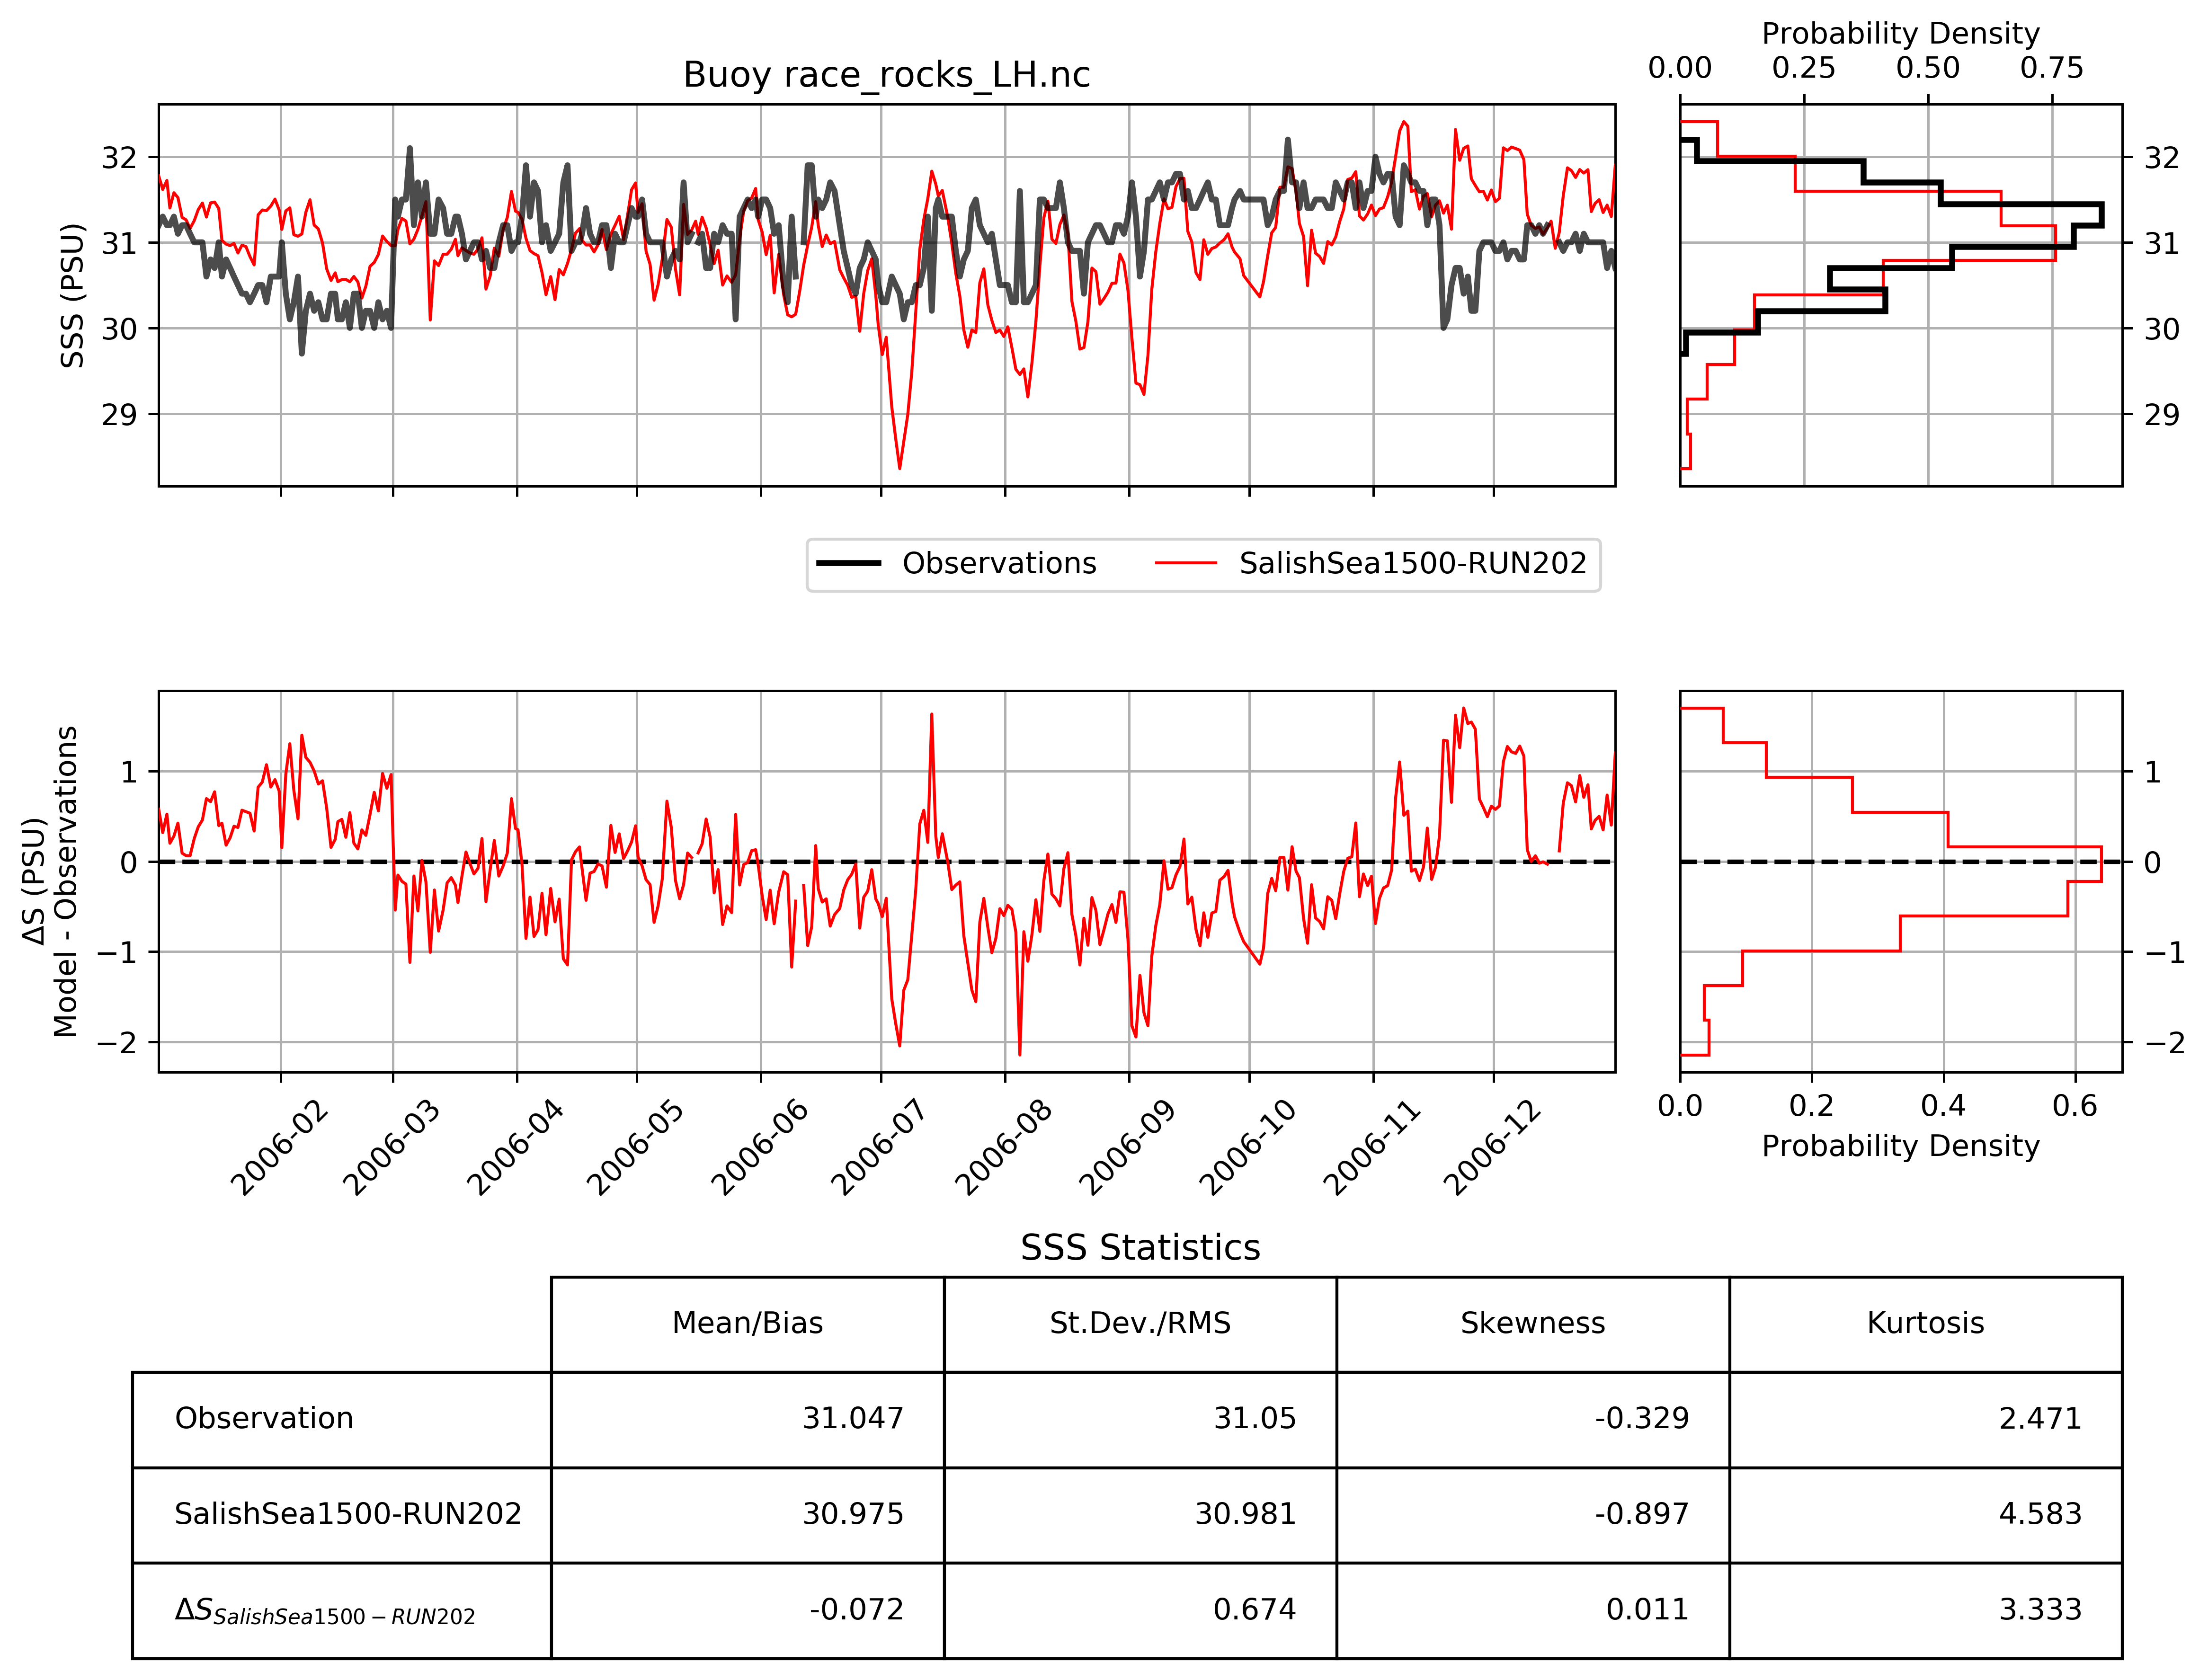 Probability Density
0.00 0.25 0.50 0.75
Buoy race_rocks_LH.nc
SSS (PSU)
32
31
30
29
32
31
30
29
Observations SalishSea1500-RUN202
ΔS (PSU)
Model - Observations
1
0
−1
−2
1
0
−1
−2
2006-02 2006-03 2006-04 2006-05 2006-06 2006-07 2006-08 2006-09 2006-10 2006-11 2006-12
0.0 0.2 0.4 0.6
Probability Density
SSS Statistics
Mean/Bias St.Dev./RMS Skewness Kurtosis
Observation 31.047 31.05 -0.329 2.471
SalishSea1500-RUN202 30.975 30.981 -0.897 4.583
ΔS SalishSea1500−RUN202 -0.072 0.674 0.011 3.333